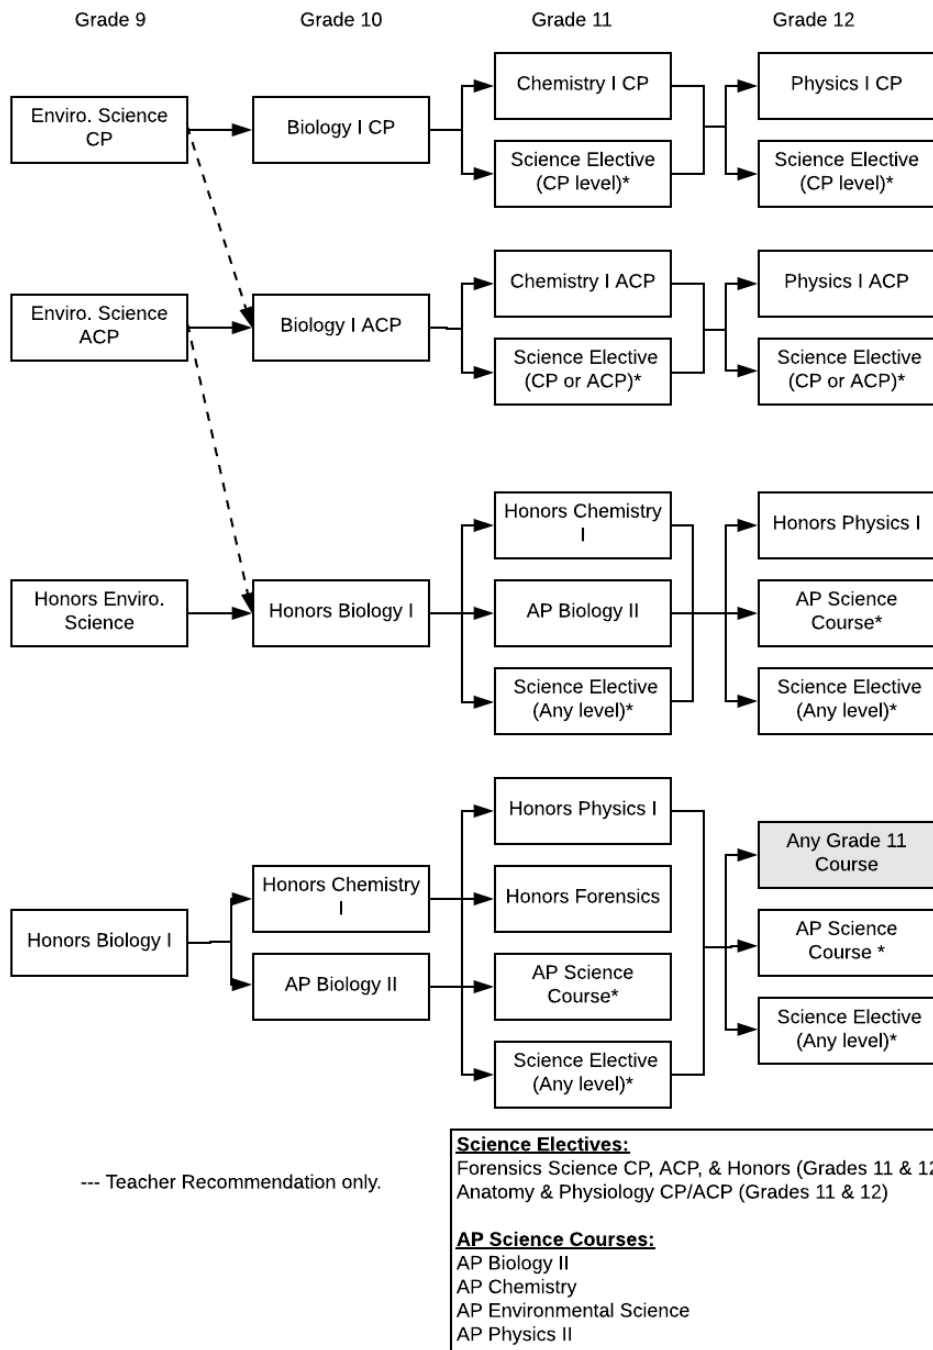 Grade 9
Grade 10
Grade 11
Grade 12
Enviro. Science
CP
Biology I CP
Chemistry I CP
Science Elective
(CP level)*
Physics I CP
Science Elective
(CP level)*
Enviro. Science
ACP
Biology I ACP
Chemistry I ACP
Science Elective
(CP or ACP)*
Physics I ACP
Science Elective
(CP or ACP)*
Honors Enviro.
Science
Honors Biology I
Honors Chemistry
I
AP Biology II
Science Elective
(Any level)*
Honors Physics I
AP Science
Course*
Science Elective
(Any level)*
Honors Biology I
Honors Chemistry
I
AP Biology II
Honors Physics I
Honors Forensics
AP Science
Course*
Science Elective
(Any level)*
Any Grade 11
Course
AP Science
Course *
Science Elective
(Any level)*
--- Teacher Recommendation only.
Science Electives:
Forensics Science CP, ACP, & Honors (Grades 11 & 12
Anatomy & Physiology CP/ACP (Grades 11 & 12)
AP Science Courses:
AP Biology II
AP Chemistry
AP Environmental Science
AP Physics II